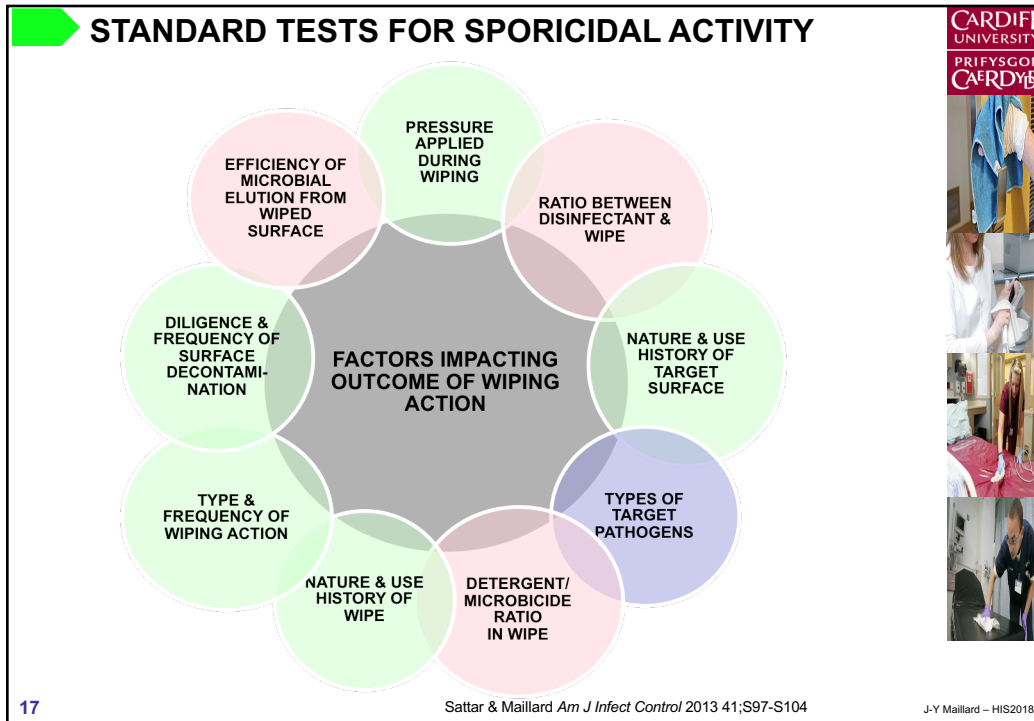 STANDARD TESTS FOR SPORICIDAL ACTIVITY
CARDIFF
UNIVERSITY
PRIFYSGOL
CAERDYDD
PRESSURE
APPLIED
DURING
WIPING
EFFICIENCY OF
MICROBIAL
ELUTION FROM
WIPED
SURFACE
RATIO BETWEEN
DISINFECTANT &
WIPE
DILIGENCE &
FREQUENCY OF
SURFACE
DECONTAMI-
NATION
FACTORS IMPACTING
OUTCOME OF WIPING
ACTION
NATURE & USE
HISTORY OF
TARGET
SURFACE
TYPE &
FREQUENCY OF
WIPING ACTION
TYPES OF
TARGET
PATHOGENS
NATURE & USE
HISTORY OF
WIPE
DETERGENT/
MICROBICIDE
RATIO
IN WIPE
17
Sattar & Maillard Am J Infect Control 2013 41;S97-S104
J-Y Maillard – HIS2018